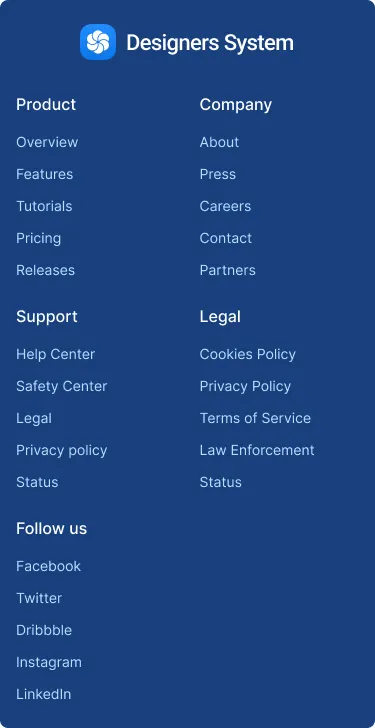 Designers System
Product
Overview
Features
Tutorials
Pricing
Releases
Company
About
Press
Careers
Contact
Partners
Support
Help Center
Safety Center
Legal
Privacy policy
Status
Legal
Cookies Policy
Privacy Policy
Terms of Service
Law Enforcement
Status
Follow us
Facebook
Twitter
Dribbble
Instagram
LinkedIn